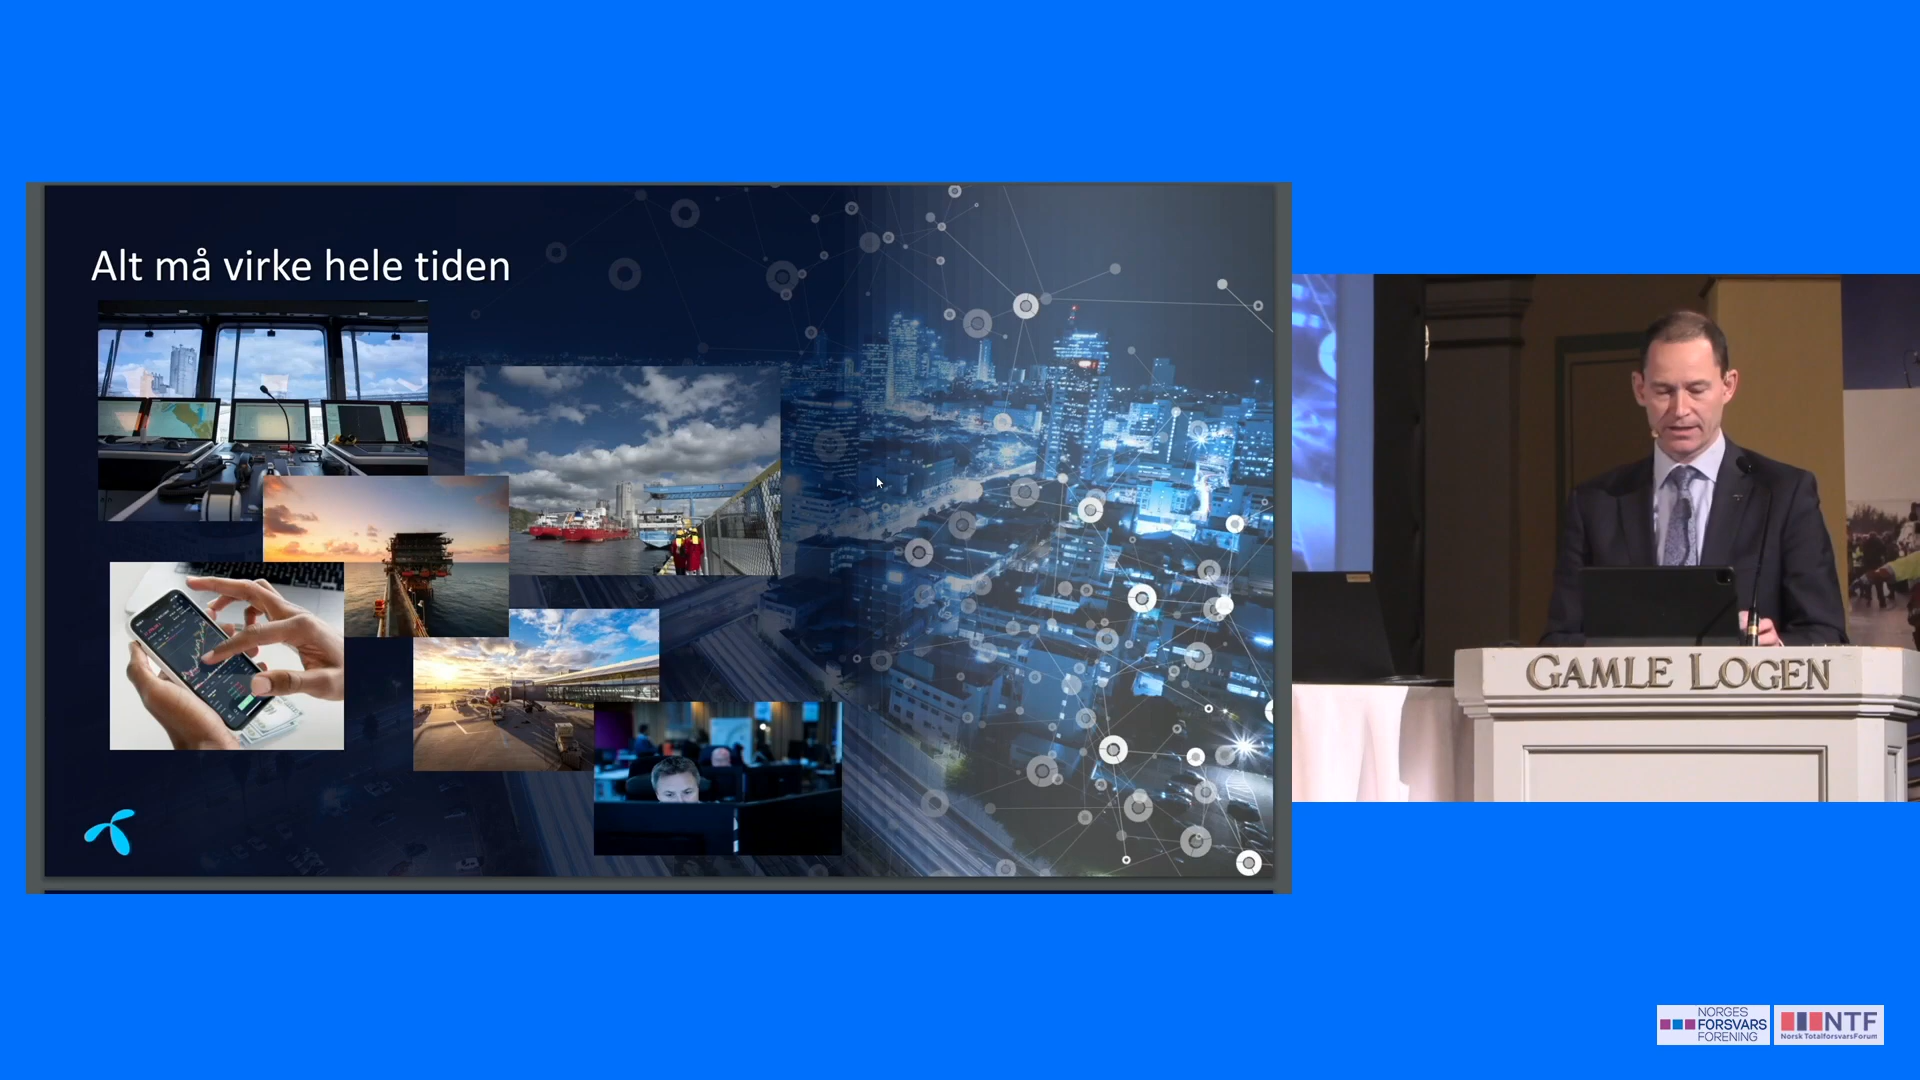 Alt må virke hele tiden
GAMLE LOGEN
NORGES
FORSVARS
FORENING
NTF
Norsk TotalforsvarsForum